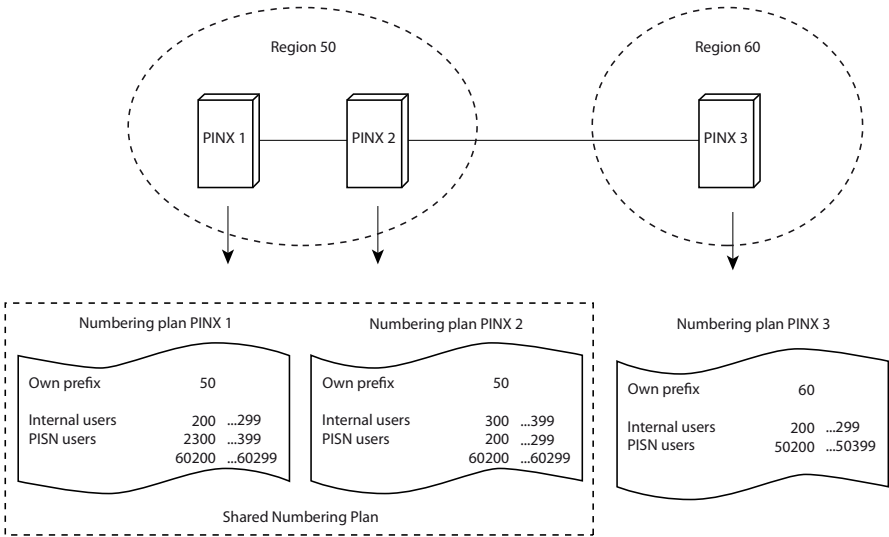 Region 50
Region 60
PINX 1
PINX 2
PINX 3
Numbering plan PINX 1
Own prefix 50
Internal users 200 ...299
PISN users 2300 ...399
60200 ...60299
Numbering plan PINX 2
Own prefix 50
Internal users 300 ...399
PISN users 200 ...299
60200 ...60299
Shared Numbering Plan
Numbering plan PINX 3
Own prefix 60
Internal users 200 ...299
PISN users 50200 ...50399